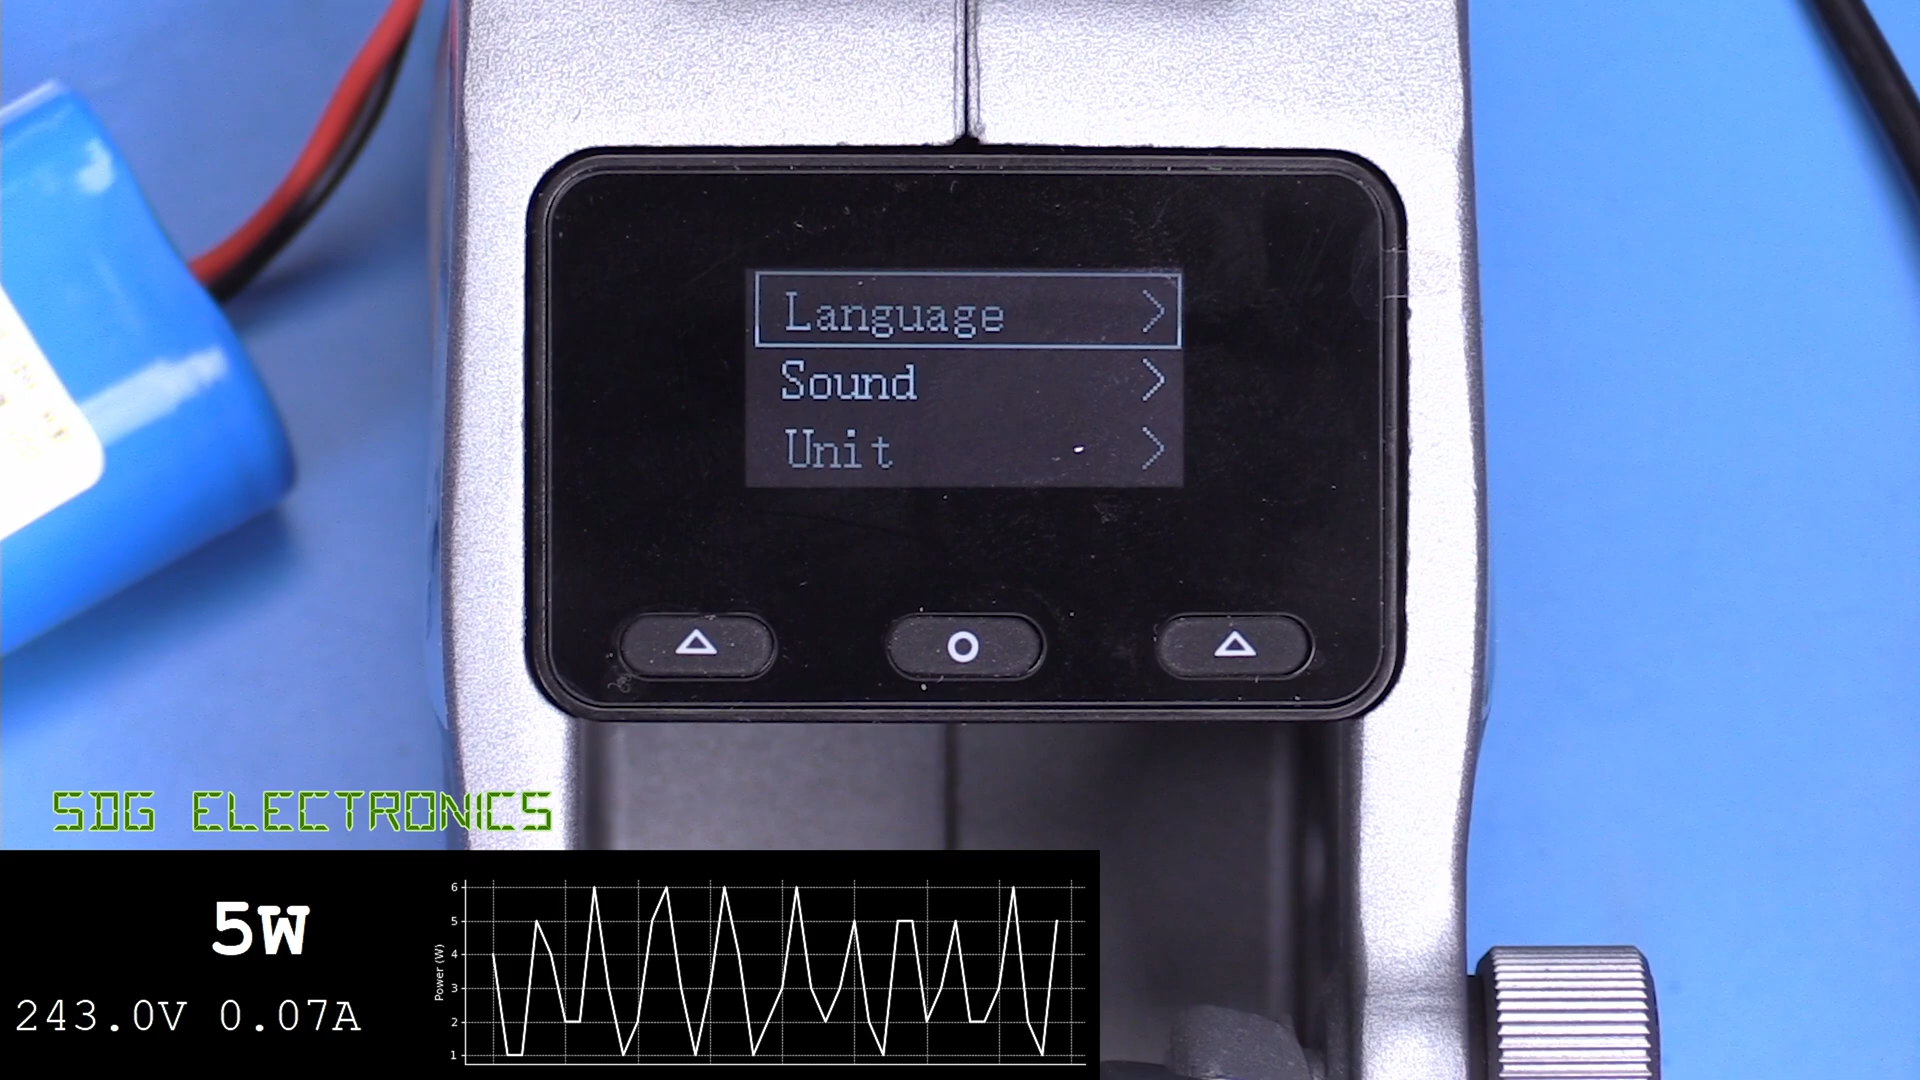 Language >
Sound >
Unit >
SDG ELECTRONICS
5W
243.0V 0.07A
Power (W)
6
5
4
3
2
1